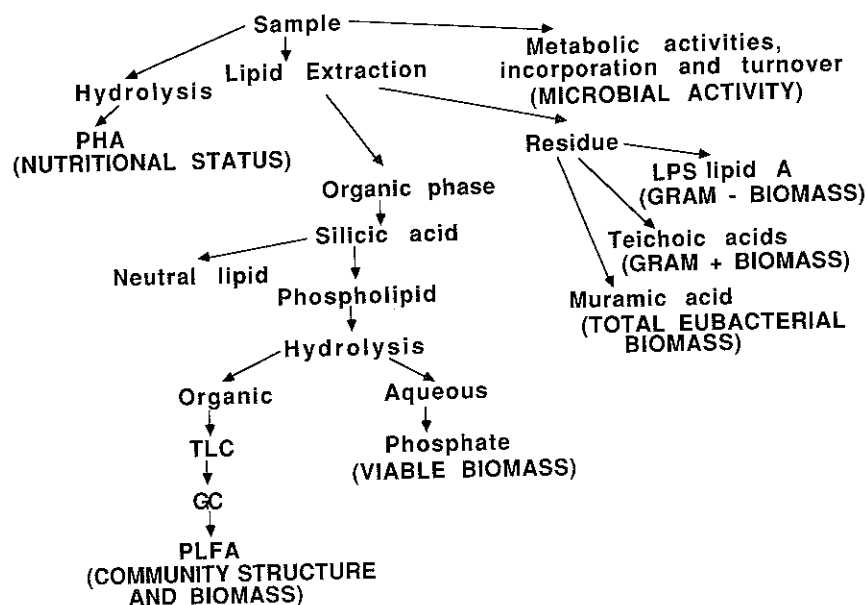 Sample
Metabolic activities,
incorporation and turnover
(MICROBIAL ACTIVITY)
Lipid Extraction
Hydrolysis
PHA
(NUTRITIONAL STATUS)
Residue
LPS lipid A
(GRAM - BIOMASS)
Organic phase
Silicic acid
Teichoic acids
(GRAM + BIOMASS)
Neutral lipid
Phospholipid
Muramic acid
(TOTAL EUBACTERIAL
BIOMASS)
Hydrolysis
Organic
Aqueous
TLC
Phosphate
(VIABLE BIOMASS)
GC
PLFA
(COMMUNITY STRUCTURE
AND BIOMASS)